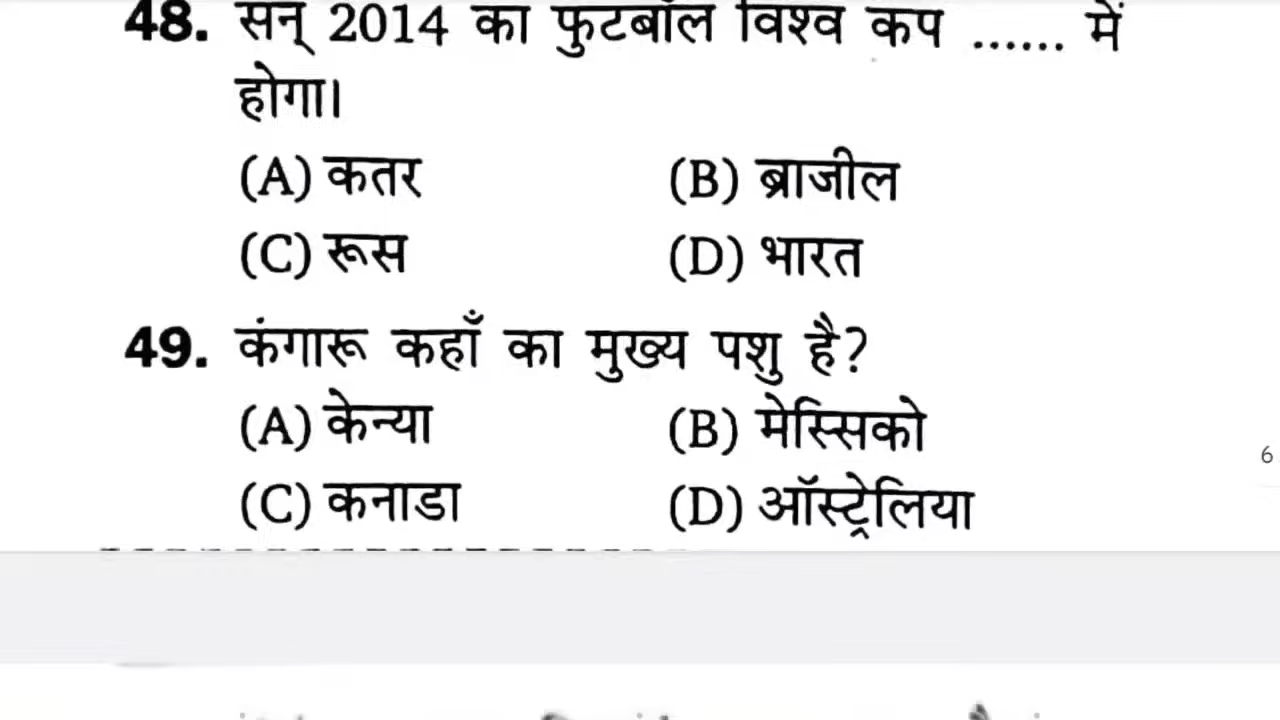 48. सन् 2014 का फुटबॉल विश्व कप ...... में
होगा।
(A) कतर (B) ब्राजील
(C) रूस (D) भारत
49. कंगारू कहाँ का मुख्य पशु है?
(A) केन्या (B) मेस्सिको
(C) कनाडा (D) ऑस्ट्रेलिया
6